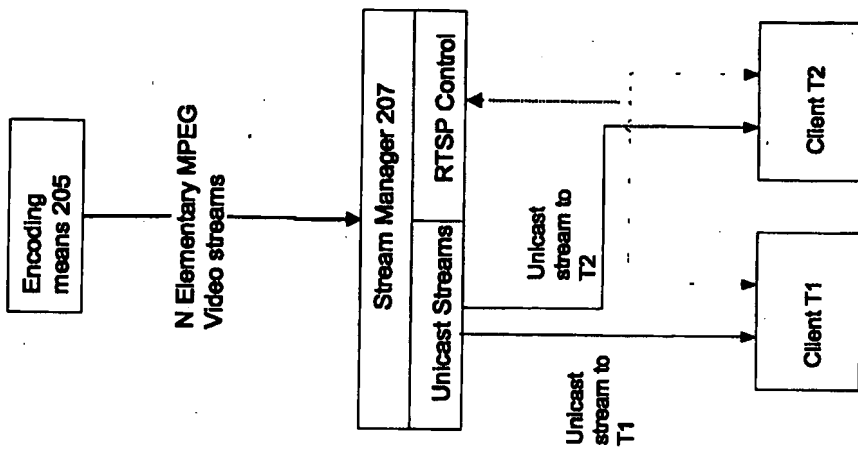 Encoding
means 205
N Elementary MPEG
Video streams
Stream Manager 207
Unicast Streams
RTSP Control
Unicast
stream to
T2
Unicast
stream to
T1
Client T1
Client T2